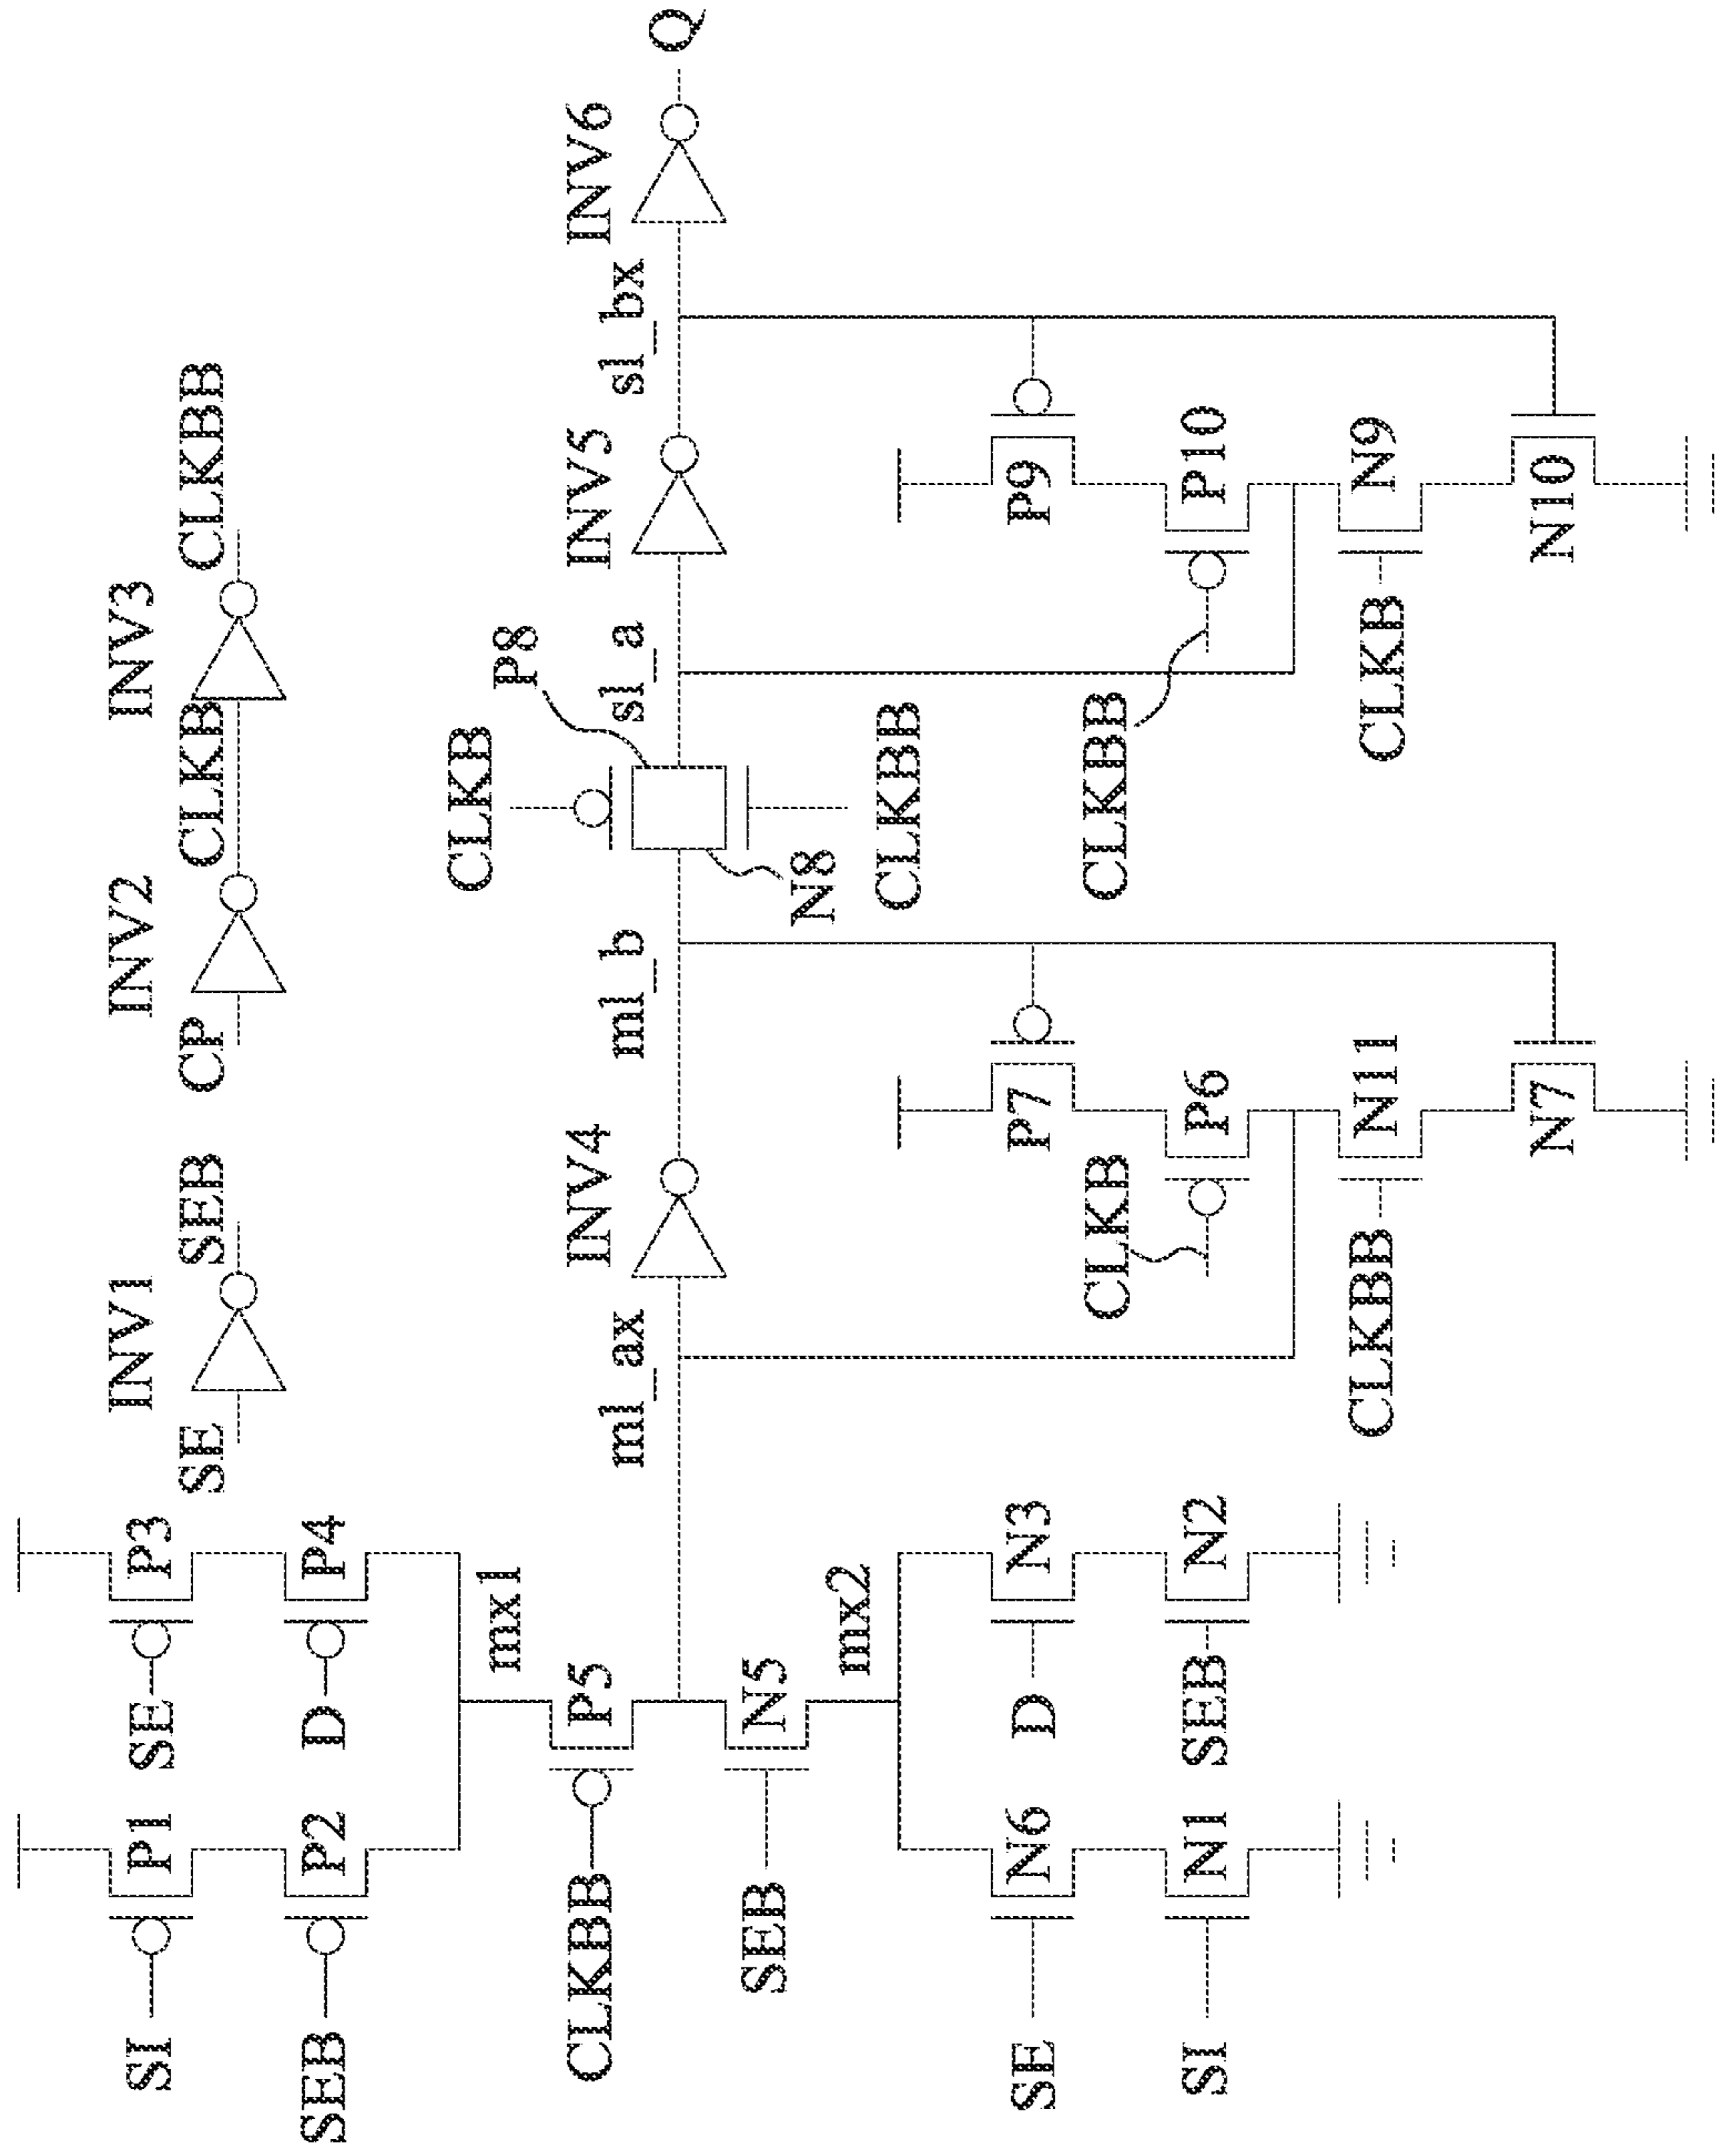 SI
P1
SE
P3
SEB
P2
D
P4
mx1
CLKBB
P5
SEB
N5
mx2
SE
N6
D
N3
SI
N1
SEB
N2
INV1
SE
SEB
INV2
CP
CLKB
INV3
CLKBB
ml_ax
INV4
ml_b
P7
CLKB
P6
CLKBB
N11
N7
CLKB
P8
N8
CLKBB
sl_a
INV5
sl_bx
INV6
Q
P9
CLKBB
P10
CLKB
N9
N10